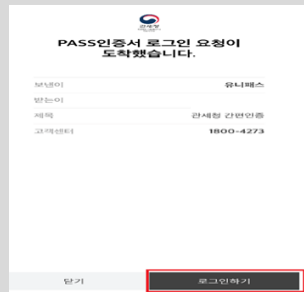 관세청
PASS인증서 로그인 요청이
도착했습니다.
보낸이 유니패스
받는이
제목 관세청 간편인증
고객센터 1800-4273
닫기 로그인하기